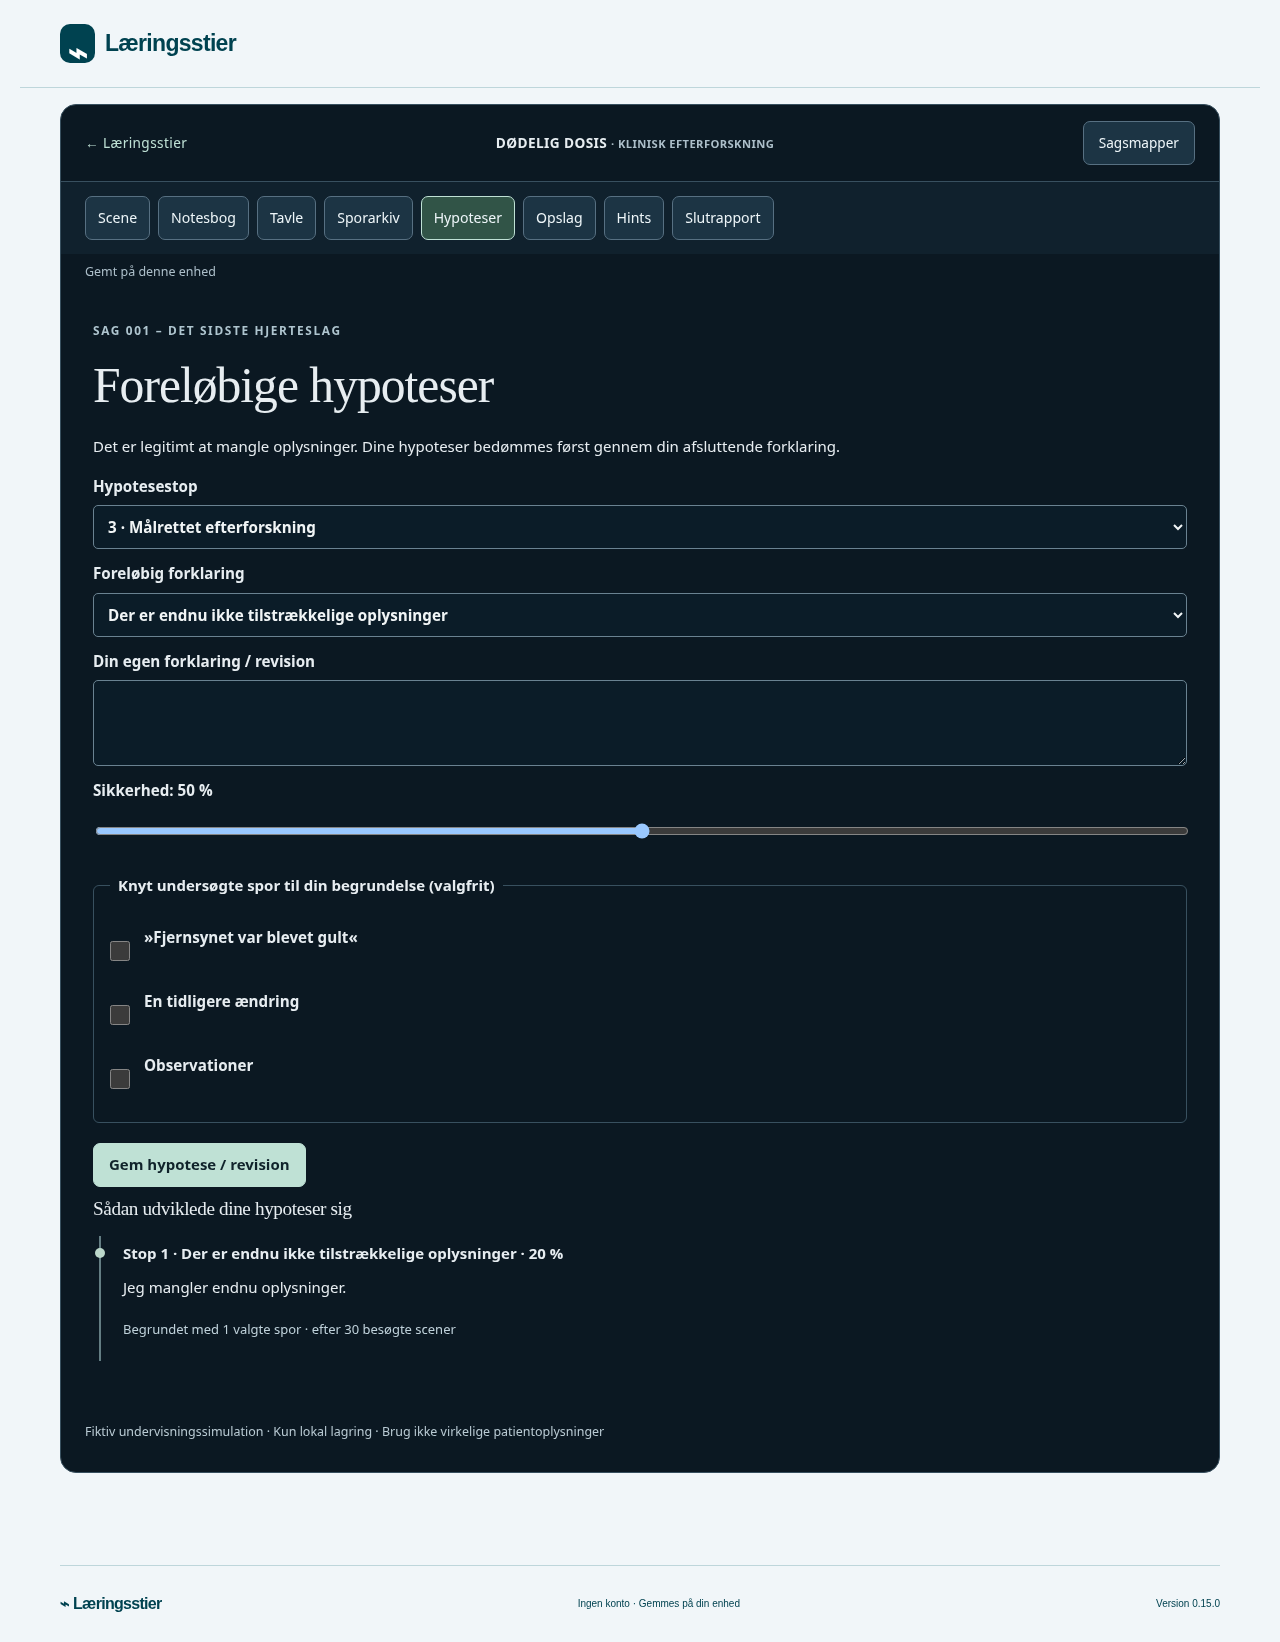 Læringsstier
← Læringsstier
DØDELIG DOSIS · KLINISK EFTERFORSKNING
Sagsmapper
Scene
Notesbog
Tavle
Sporarkiv
Hypoteser
Opslag
Hints
Slutrapport
Gemt på denne enhed
SAG 001 – DET SIDSTE HJERTESLAG
Foreløbige hypoteser
Det er legitimt at mangle oplysninger. Dine hypoteser bedømmes først gennem din afsluttende forklaring.
Hypotesestop
3 · Målrettet efterforskning
Foreløbig forklaring
Der er endnu ikke tilstrækkelige oplysninger
Din egen forklaring / revision
Sikkerhed: 50 %
Knyt undersøgte spor til din begrundelse (valgfrit)
»Fjernsynet var blevet gult«
En tidligere ændring
Observationer
Gem hypotese / revision
Sådan udviklede dine hypoteser sig
Stop 1 · Der er endnu ikke tilstrækkelige oplysninger · 20 %
Jeg mangler endnu oplysninger.
Begrundet med 1 valgte spor · efter 30 besøgte scener
Fiktiv undervisningssimulation · Kun lokal lagring · Brug ikke virkelige patientoplysninger
Læringsstier
Ingen konto · Gemmes på din enhed
Version 0.15.0